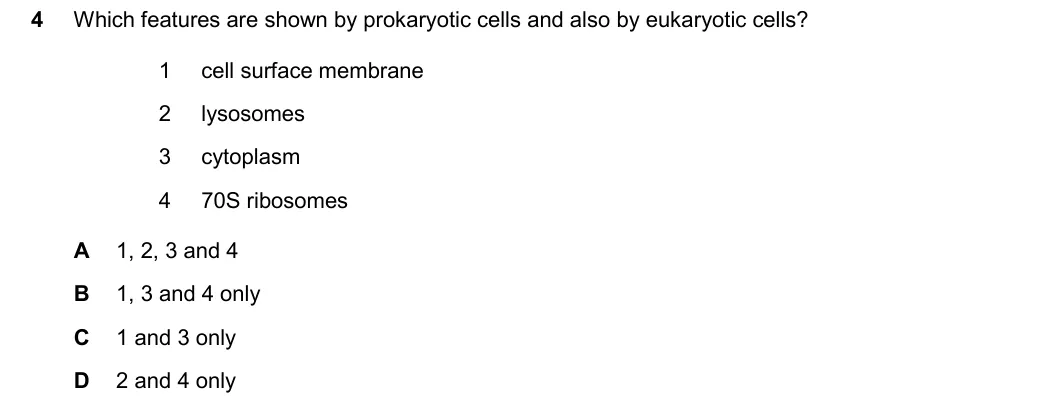 4 Which features are shown by prokaryotic cells and also by eukaryotic cells?
1 cell surface membrane
2 lysosomes
3 cytoplasm
4 70S ribosomes
A 1, 2, 3 and 4
B 1, 3 and 4 only
C 1 and 3 only
D 2 and 4 only